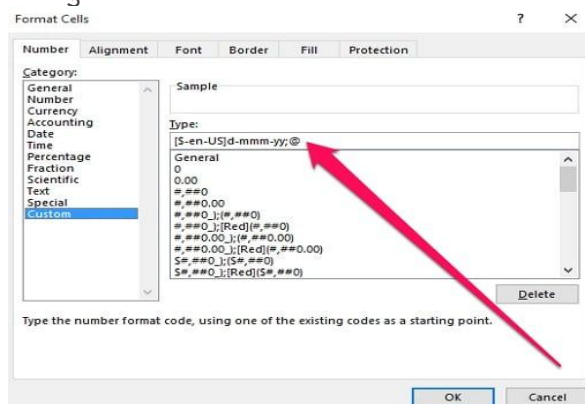 Format Cells ? ×
Number Alignment Font Border Fill Protection
Category:
General
Number
Currency
Accounting
Date
Time
Percentage
Fraction
Scientific
Text
Special
Custom
Sample
Type:
[$-en-US]d-mmm-yy;@
General
0
0.00
#,##0
#,##0.00
#,##0_);(#,##0)
#,##0_);[Red](#,##0)
#,##0.00_);(#,##0.00)
#,##0.00_);[Red](#,##0.00)
$#,##0_);($#,##0)
$#,##0_);[Red]($#,##0)
Delete
Type the number format code, using one of the existing codes as a starting point.
OK Cancel